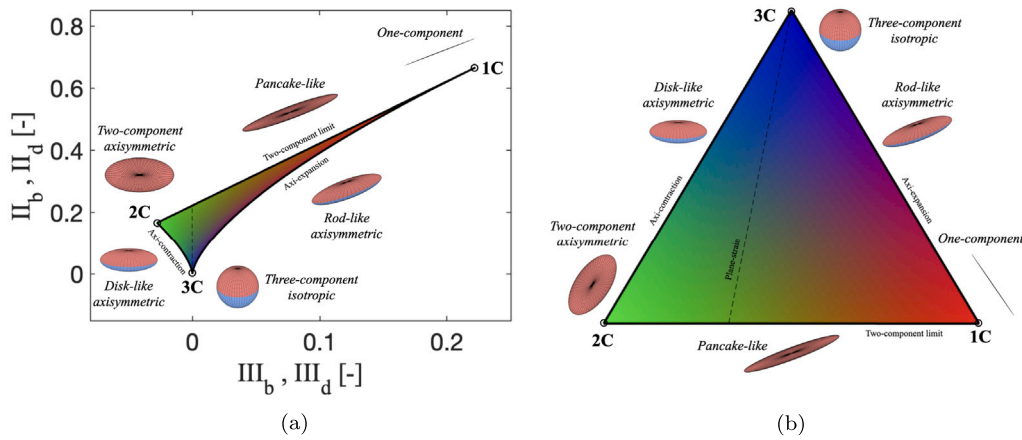 (a)
0.8
0.6
0.4
0.2
0
0
0.1
0.2
II_b , II_d [-]
III_b , III_d [-]
One-component
1C
Pancake-like
Two-component
axisymmetric
Two-component limit
Axi-expansion
2C
Rod-like
axisymmetric
Axi-contraction
3C
Disk-like
axisymmetric
Three-component
isotropic
(b)
3C
Three-component
isotropic
Disk-like
axisymmetric
Rod-like
axisymmetric
Axi-contraction
Axi-expansion
Two-component
axisymmetric
One-component
Plane-strain
2C
Two-component limit
1C
Pancake-like